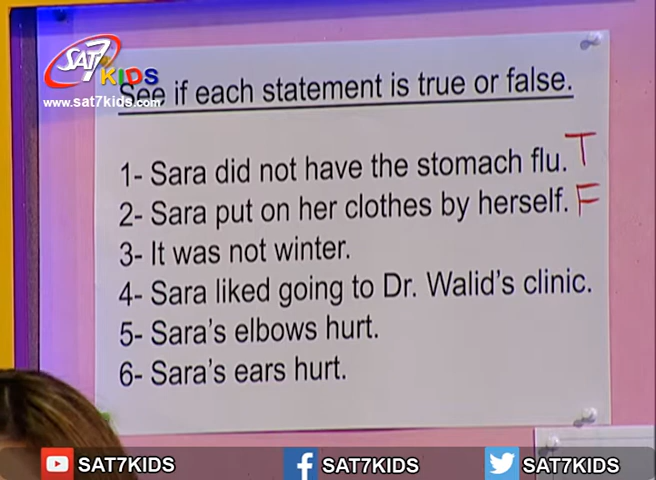 SAT7
KIDS
www.sat7kids.com
See if each statement is true or false.
1- Sara did not have the stomach flu. T
2- Sara put on her clothes by herself. F
3- It was not winter.
4- Sara liked going to Dr. Walid's clinic.
5- Sara's elbows hurt.
6- Sara's ears hurt.
SAT7KIDS
f SAT7KIDS
SAT7KIDS